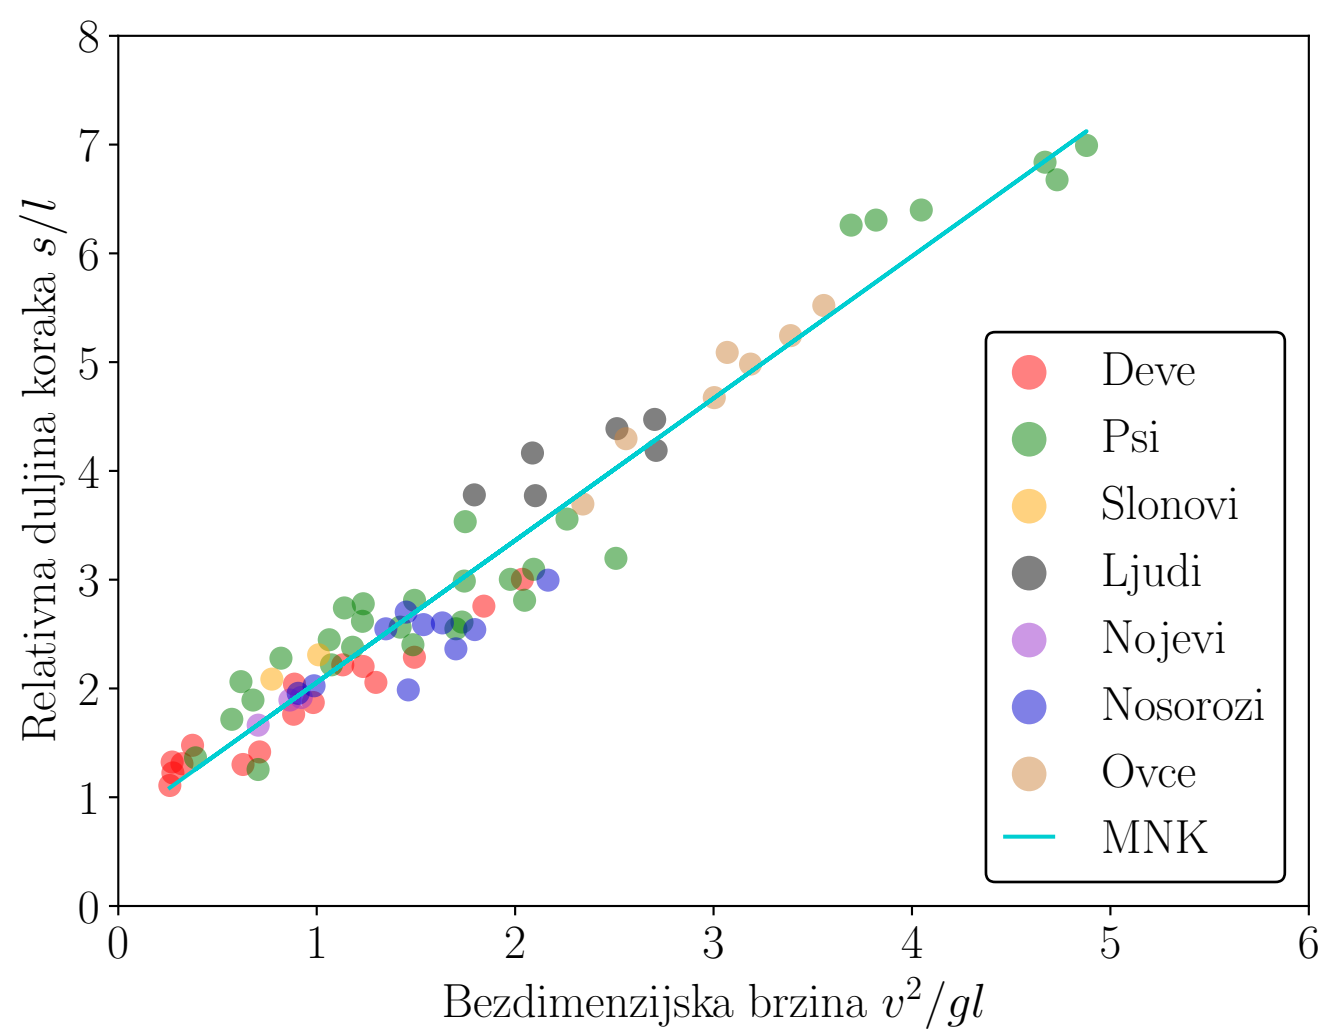 Relativna duljina koraka s/l
8
7
6
5
4
3
2
1
0
0 1 2 3 4 5 6
Bezdimenzijska brzina v²/gl
Deve
Psi
Slonovi
Ljudi
Nojevi
Nosorozi
Ovce
MNK